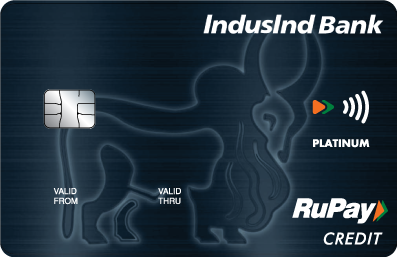 IndusInd Bank
PLATINUM
VALID
FROM
VALID
THRU
RuPay
CREDIT